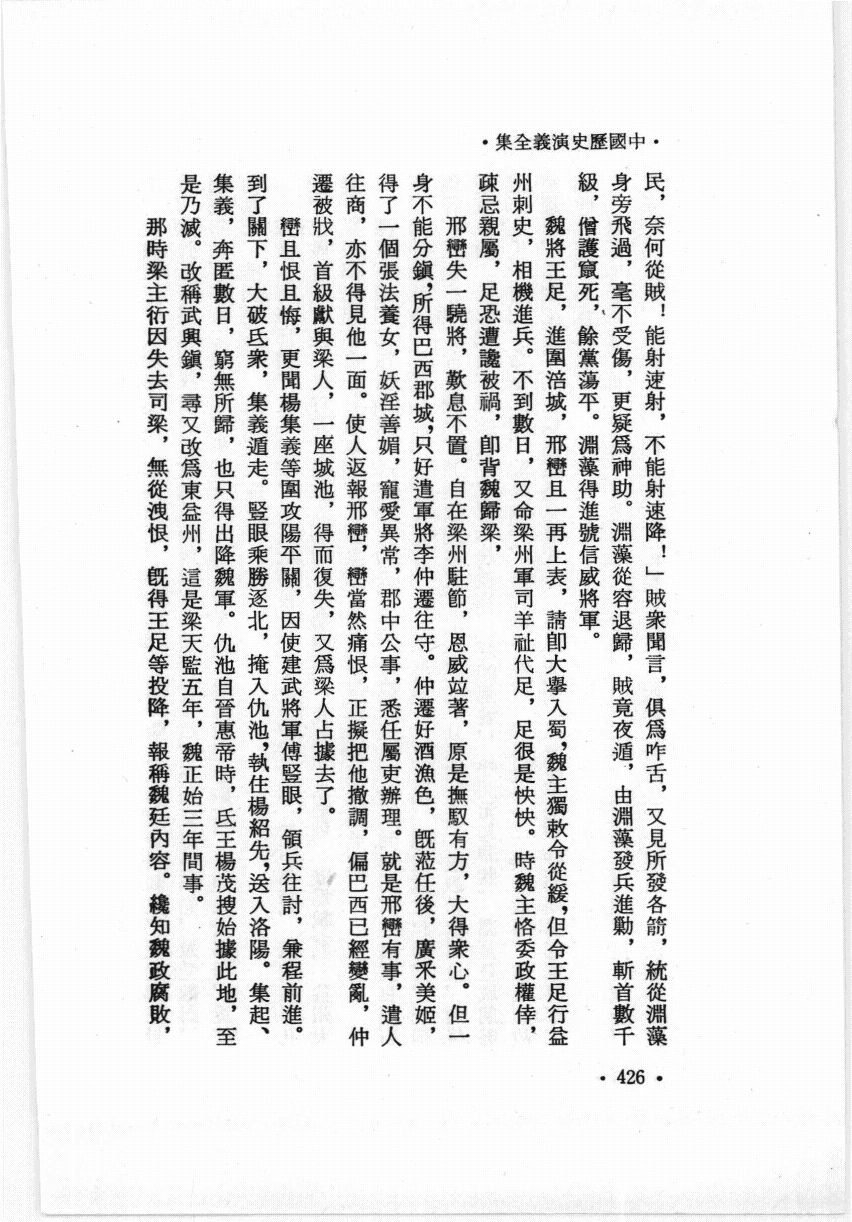 ·中國歷史演義全集·
民，奈何從賊！能射速射，不能射速降！」賊衆聞言，俱爲咋舌，又見所發各箭，統從淵藻
身旁飛過，毫不受傷，更疑爲神助。淵藻從容退歸，賊竟夜遁，由淵藻發兵進勦，斬首數千
級，僧護竄死，餘黨蕩平。淵藻得進號信威將軍。
魏將王足，進圍涪城，邢巒且一再上表，請卽大擧入蜀，魏主獨敕令從緩，但令王足行益
州刺史，相機進兵。不到數日，又命梁州軍司羊祉代足，足很是怏怏。時魏主恪委政權倖，
疎忌親屬，足恐遭讒被禍，卽背魏歸梁，
邢巒失一驍將，歎息不置。自在梁州駐節，恩威竝著，原是撫馭有方，大得衆心。但一
身不能分鎭，所得巴西郡城，只好遣軍將李仲遷往守。仲遷好酒漁色，旣蒞任後，廣釆美姬，
得了一個張法養女，妖淫善媚，寵愛異常，郡中公事，悉任屬吏辦理。就是邢巒有事，遣人
往商，亦不得見他一面。使人返報邢巒，巒當然痛恨，正擬把他撤調，偏巴西已經變亂，仲
遷被戕，首級獻與梁人，一座城池，得而復失，又爲梁人占據去了。
巒且恨且悔，更聞楊集義等圍攻陽平關，因使建武將軍傅豎眼，領兵往討，兼程前進。
到了關下，大破氐衆，集義遁走。豎眼乘勝逐北，掩入仇池，執住楊紹先，送入洛陽。集起、
集義，奔匿數日，窮無所歸，也只得出降魏軍。仇池自晉惠帝時，氐王楊茂搜始據此地，至
是乃滅。改稱武興鎭，尋又改爲東益州，這是梁天監五年，魏正始三年間事。
那時梁主衍因失去司梁，無從洩恨，旣得王足等投降，報稱魏廷內容。纔知魏政腐敗，
·426·